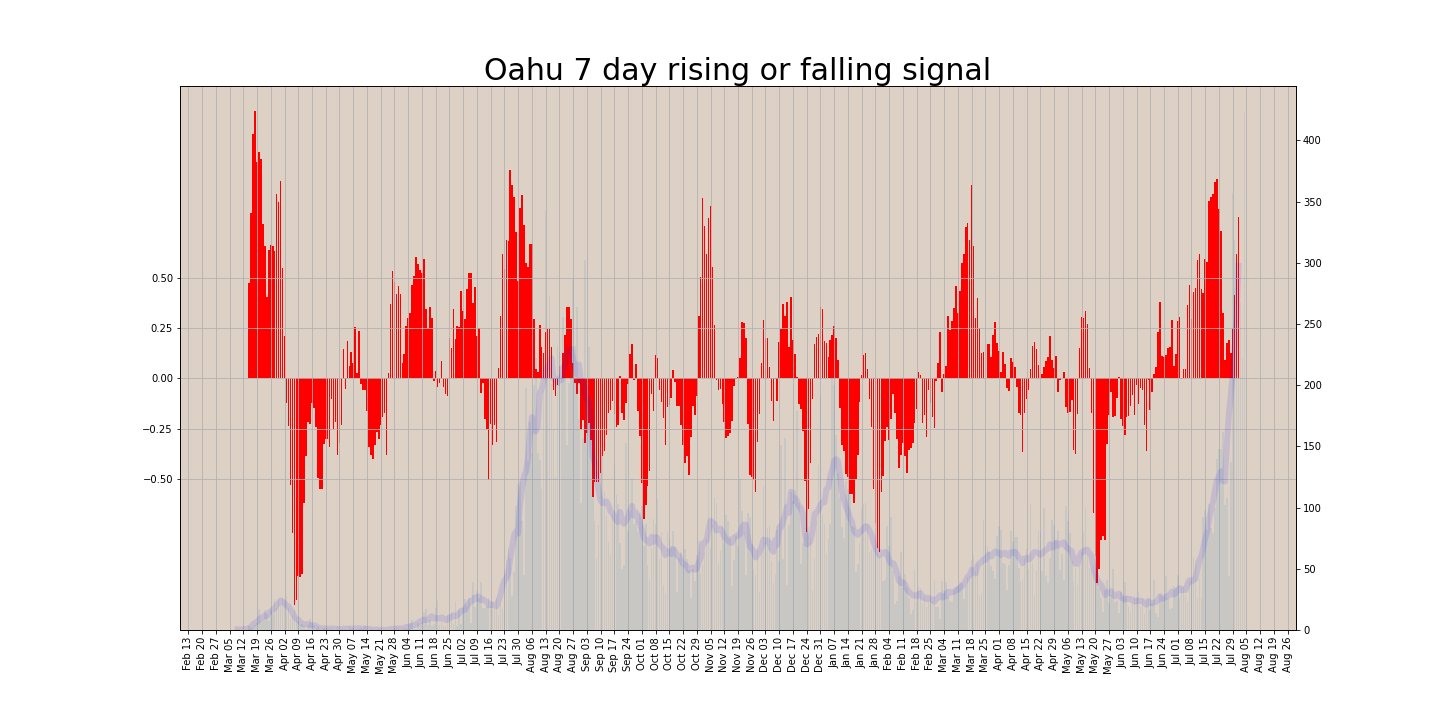 Oahu 7 day rising or falling signal
0.50
0.25
0.00
−0.25
−0.50
400
350
300
250
200
150
100
50
0
Feb 13
Feb 20
Feb 27
Mar 05
Mar 12
Mar 19
Mar 26
Apr 02
Apr 09
Apr 16
Apr 23
Apr 30
May 07
May 14
May 21
May 28
Jun 04
Jun 11
Jun 18
Jun 25
Jul 02
Jul 09
Jul 16
Jul 23
Jul 30
Aug 06
Aug 13
Aug 20
Aug 27
Sep 03
Sep 10
Sep 17
Sep 24
Oct 01
Oct 08
Oct 15
Oct 22
Oct 29
Nov 05
Nov 12
Nov 19
Nov 26
Dec 03
Dec 10
Dec 17
Dec 24
Dec 31
Jan 07
Jan 14
Jan 21
Jan 28
Feb 04
Feb 11
Feb 18
Feb 25
Mar 04
Mar 11
Mar 18
Mar 25
Apr 01
Apr 08
Apr 15
Apr 22
Apr 29
May 06
May 13
May 20
May 27
Jun 03
Jun 10
Jun 17
Jun 24
Jul 01
Jul 08
Jul 15
Jul 22
Jul 29
Aug 05
Aug 12
Aug 19
Aug 26